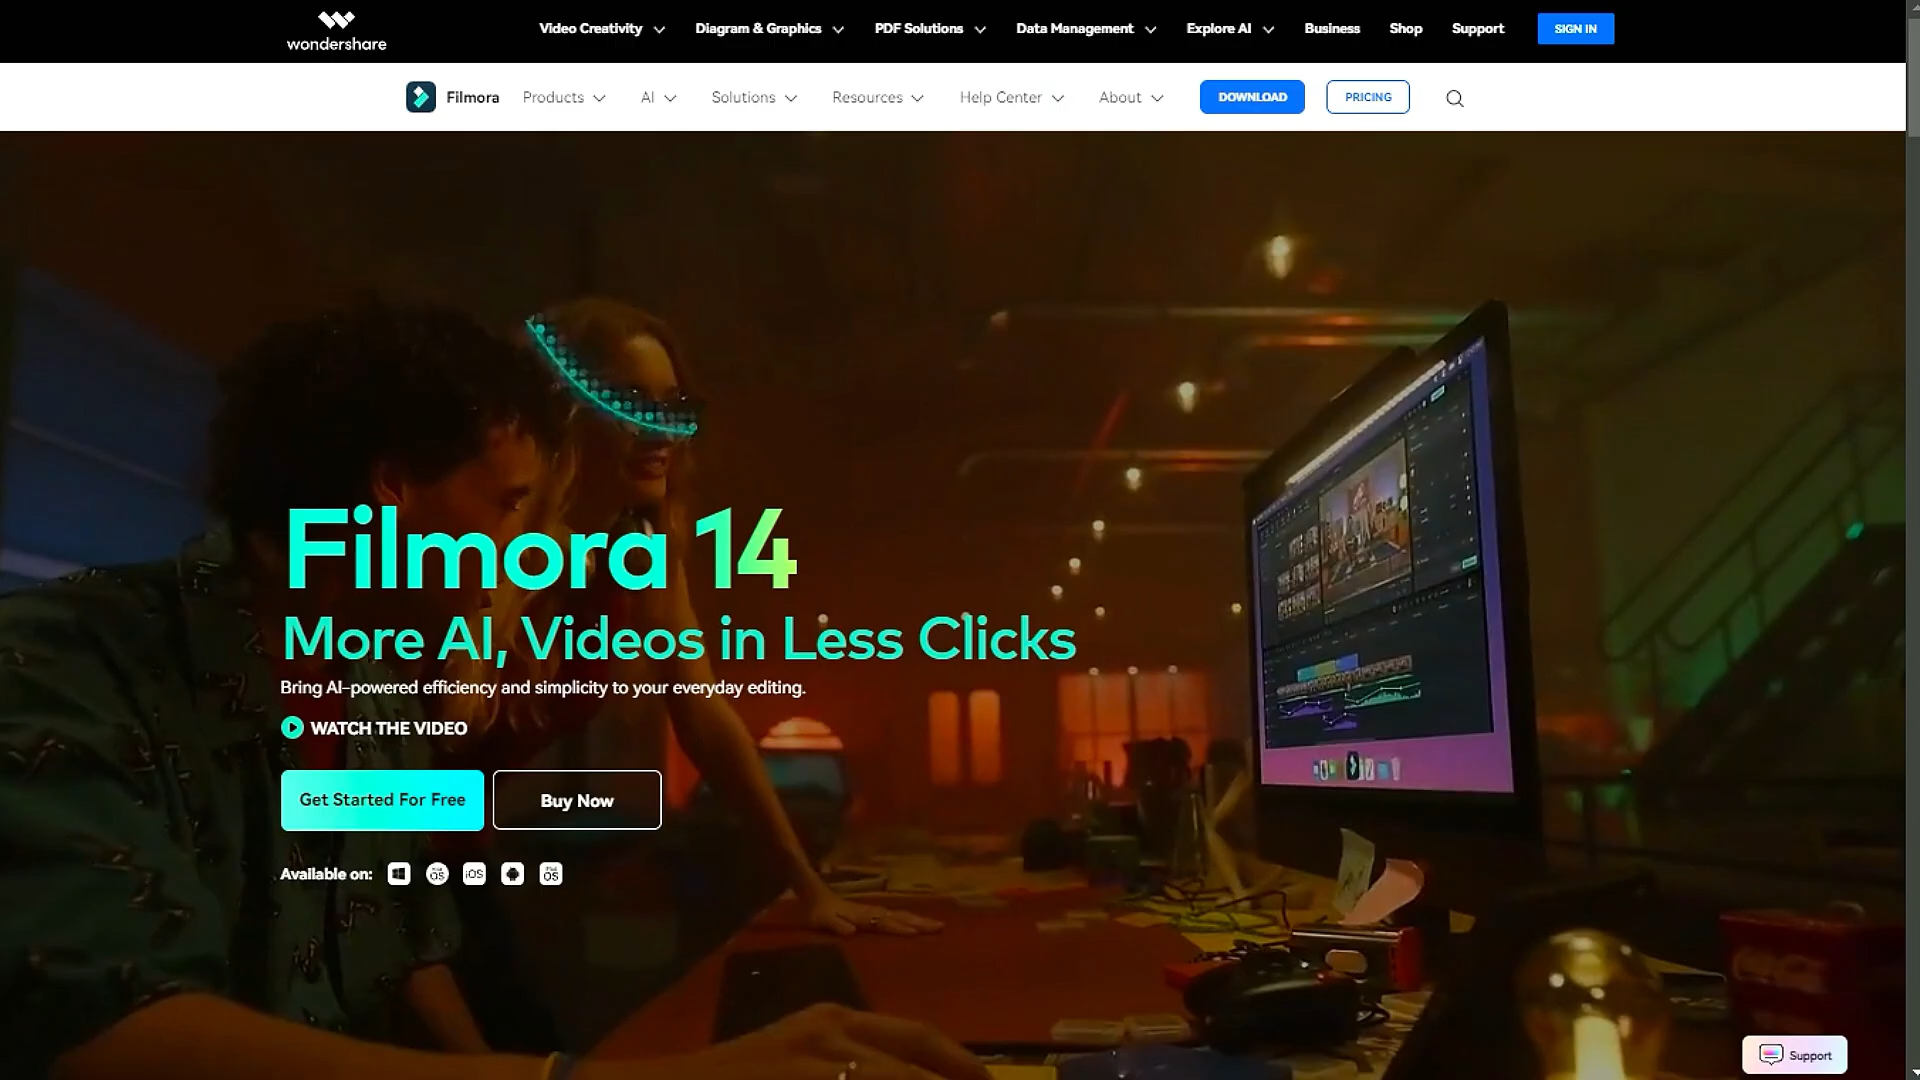 wondershare
Video Creativity Diagram & Graphics PDF Solutions Data Management Explore AI Business Shop Support SIGN IN
Filmora Products AI Solutions Resources Help Center About DOWNLOAD PRICING
Filmora 14
More AI, Videos in Less Clicks
Bring AI-powered efficiency and simplicity to your everyday editing.
WATCH THE VIDEO
Get Started For Free Buy Now
Available on: iOS
Support